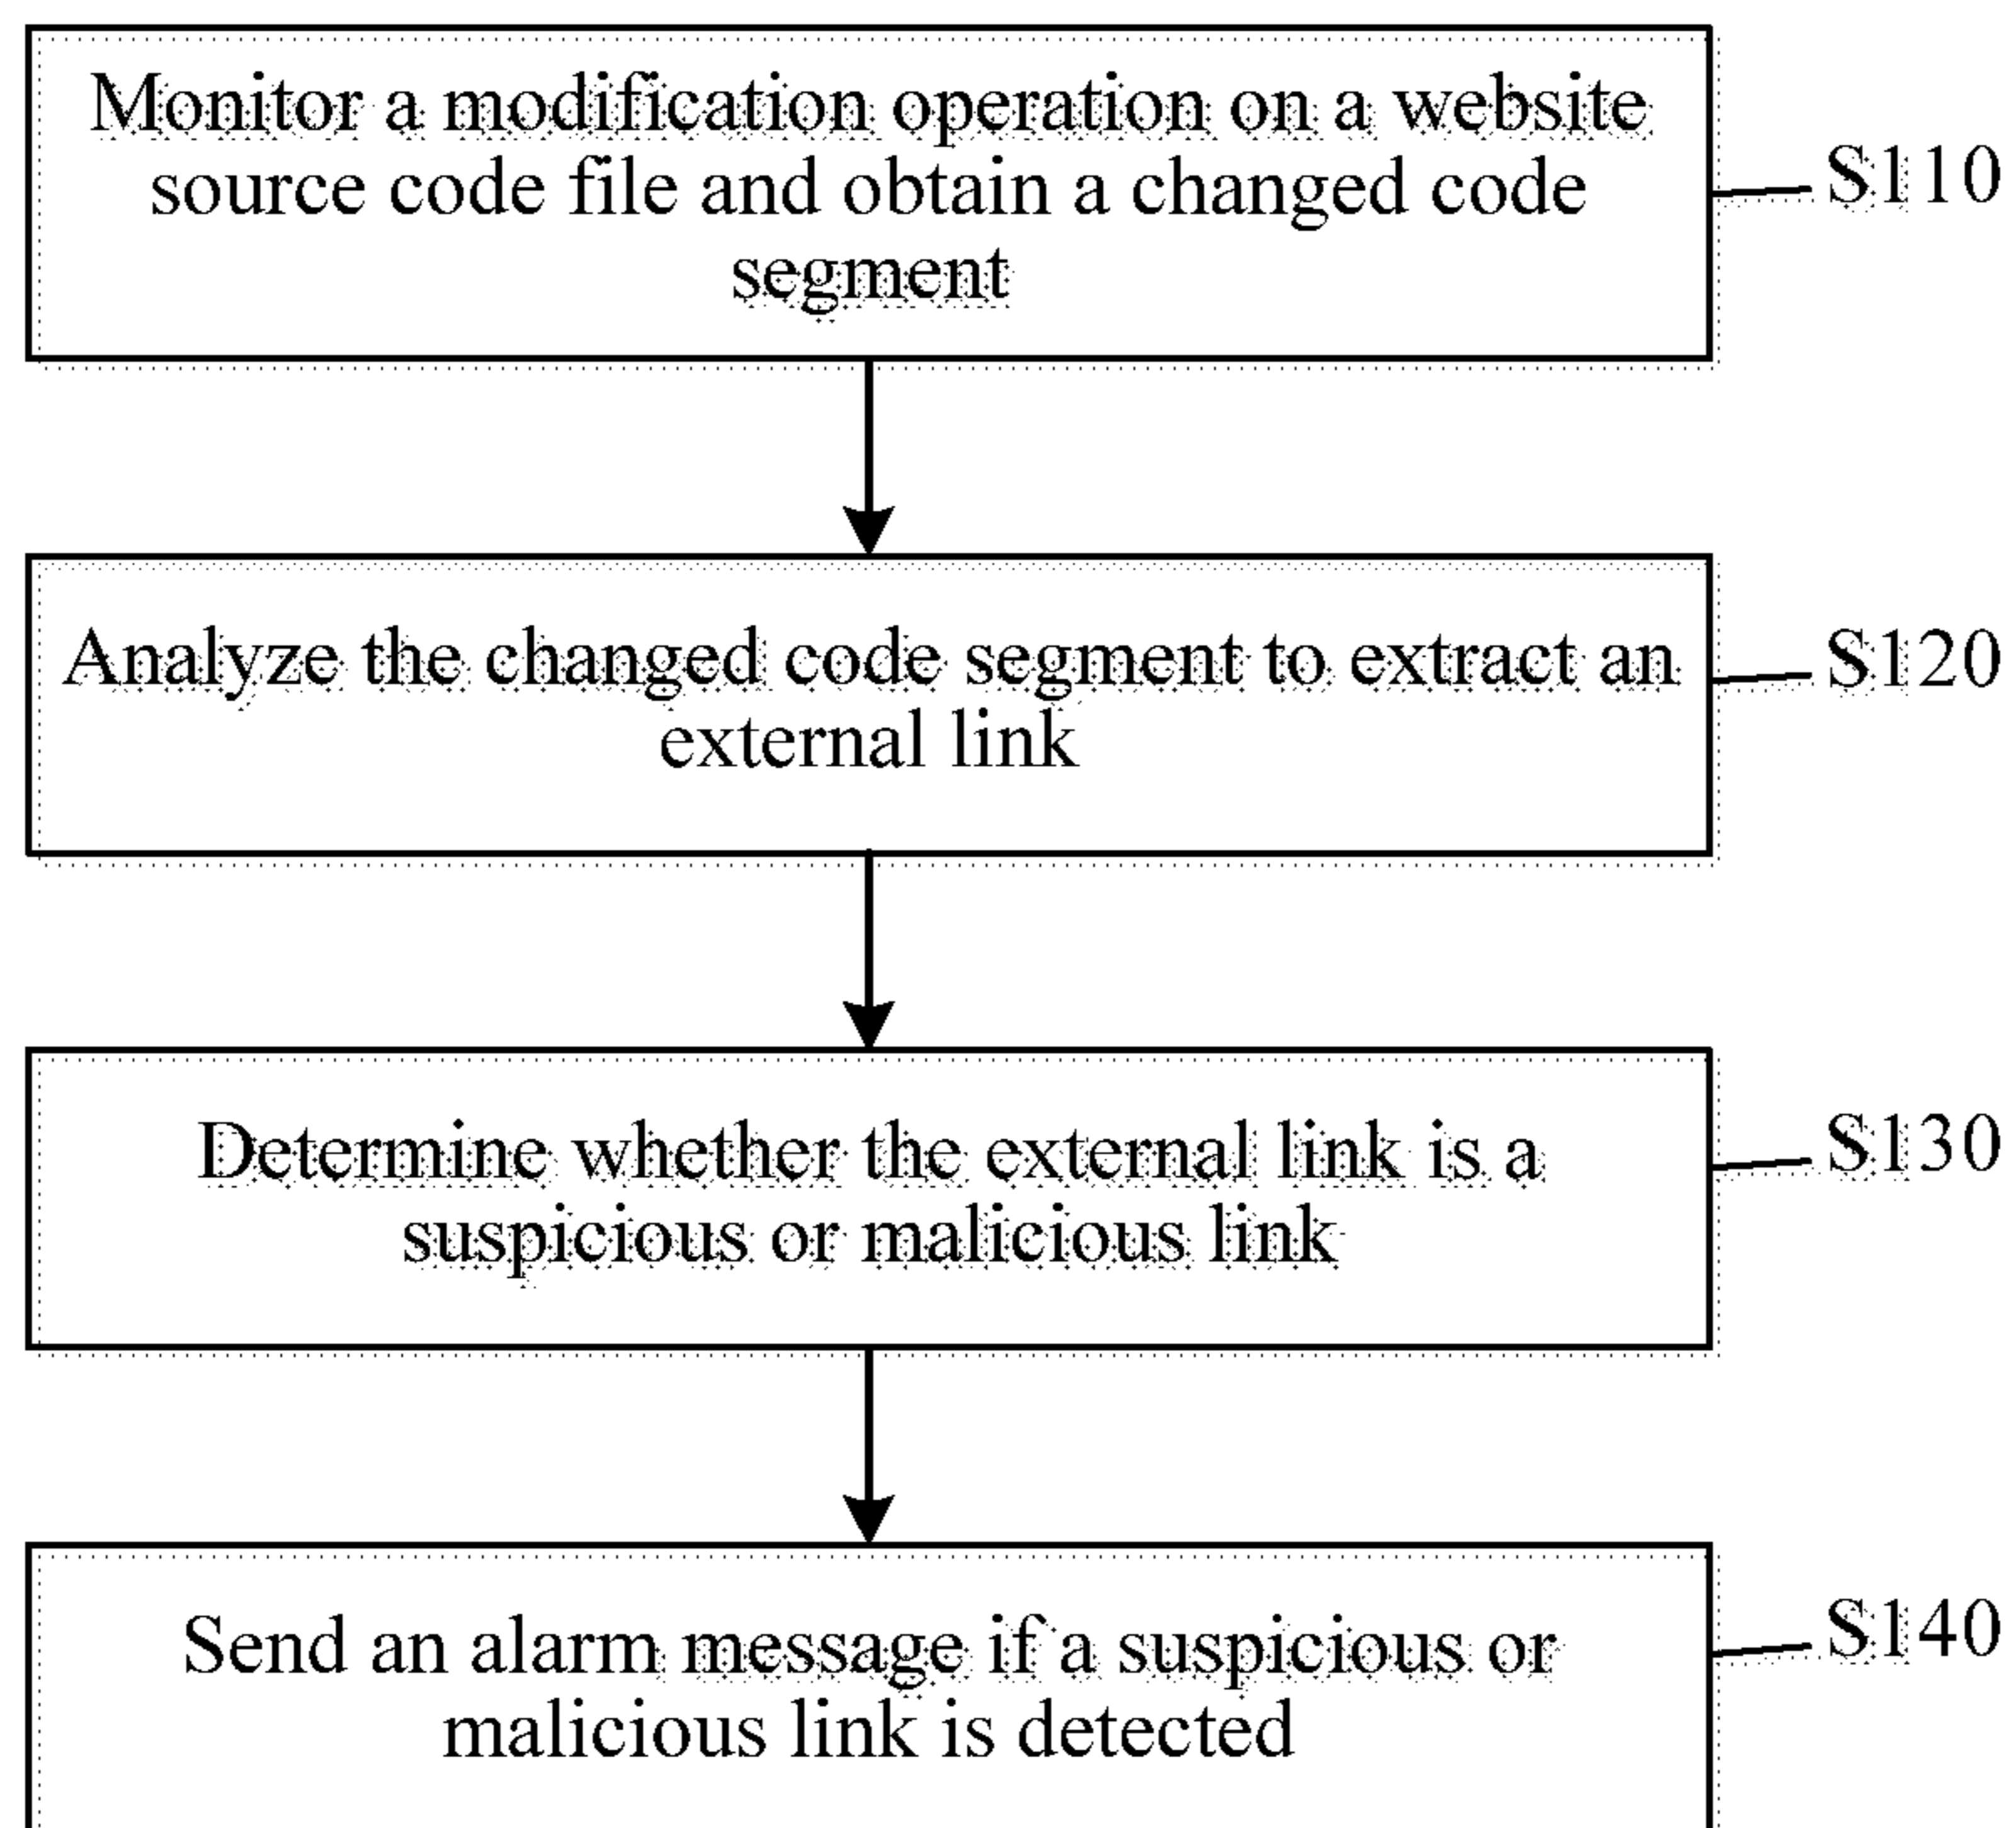 Monitor a modification operation on a website
source code file and obtain a changed code
segment
S110
Analyze the changed code segment to extract an
external link
S120
Determine whether the external link is a
suspicious or malicious link
S130
Send an alarm message if a suspicious or
malicious link is detected
S140